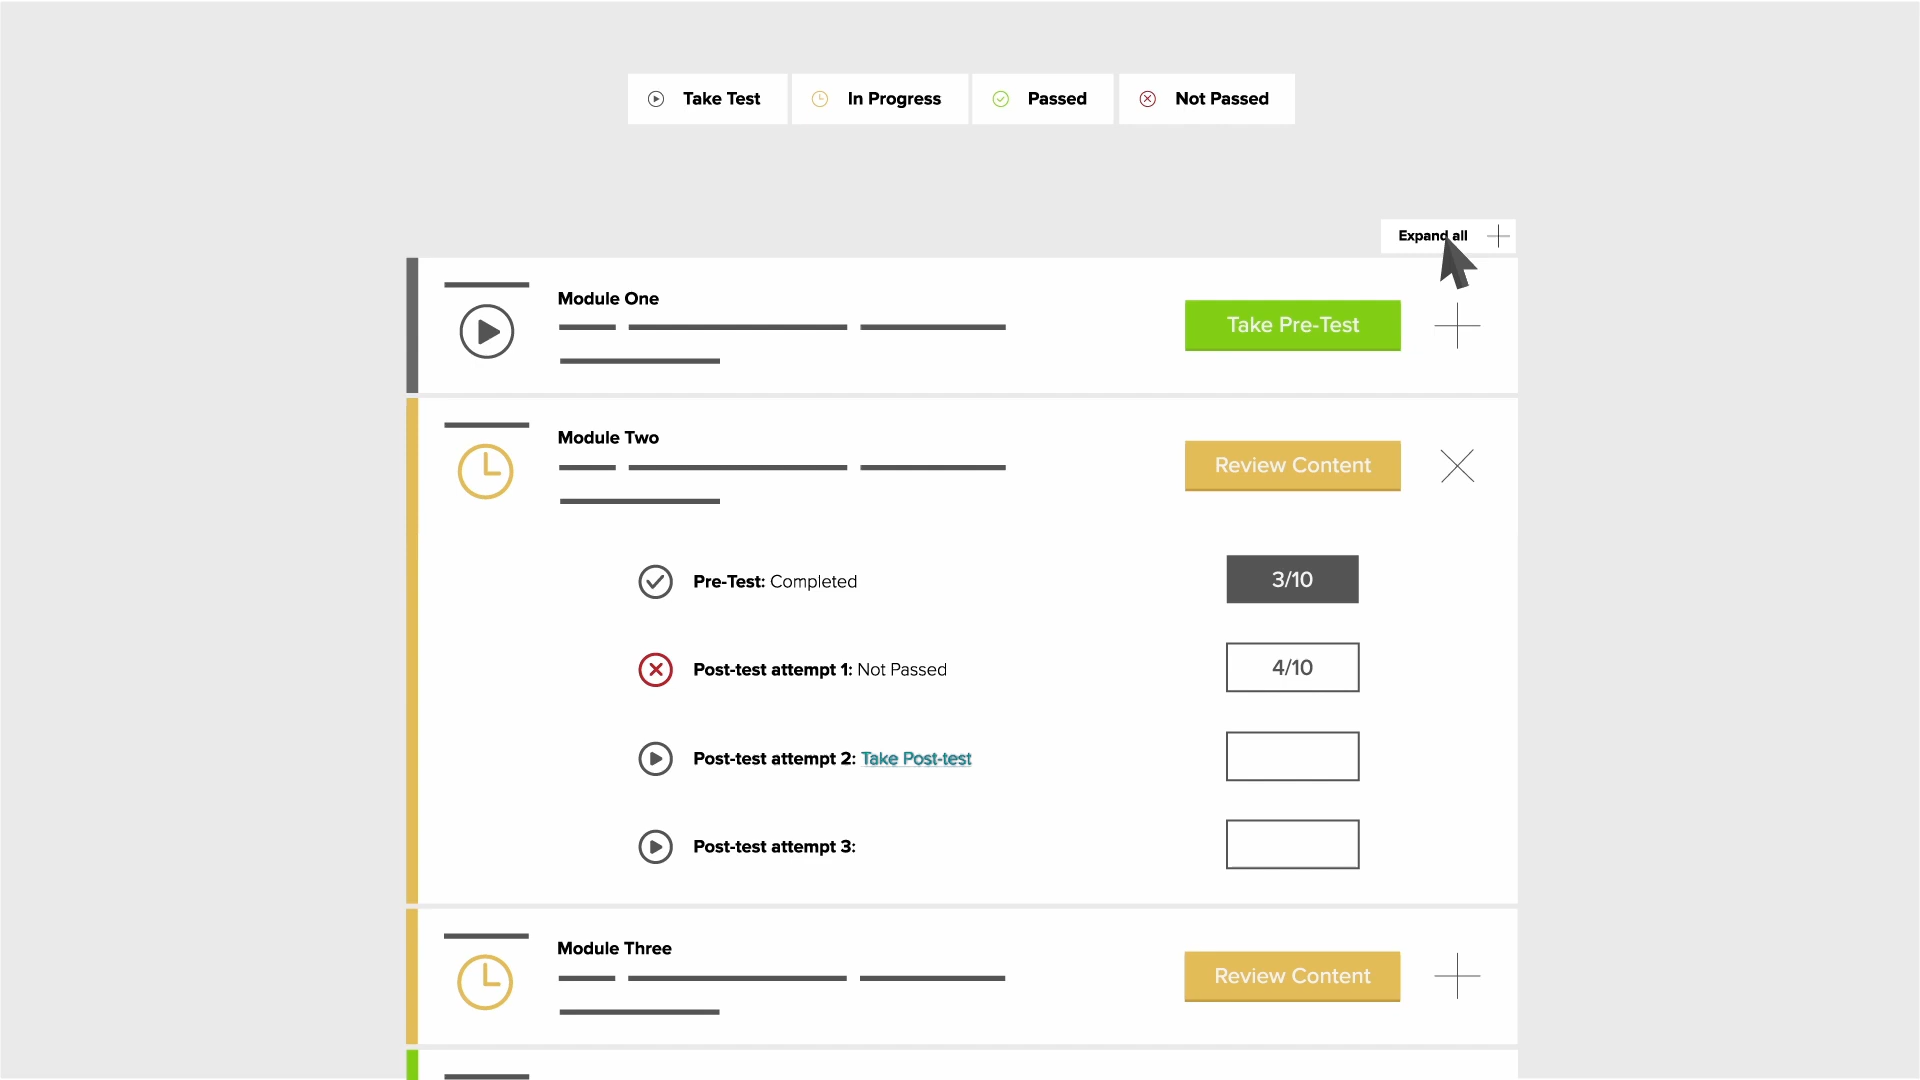 Take Test
In Progress
Passed
Not Passed
Expand all
Module One
Take Pre-Test
Module Two
Review Content
Pre-Test: Completed
3/10
Post-test attempt 1: Not Passed
4/10
Post-test attempt 2: Take Post-test
Post-test attempt 3:
Module Three
Review Content